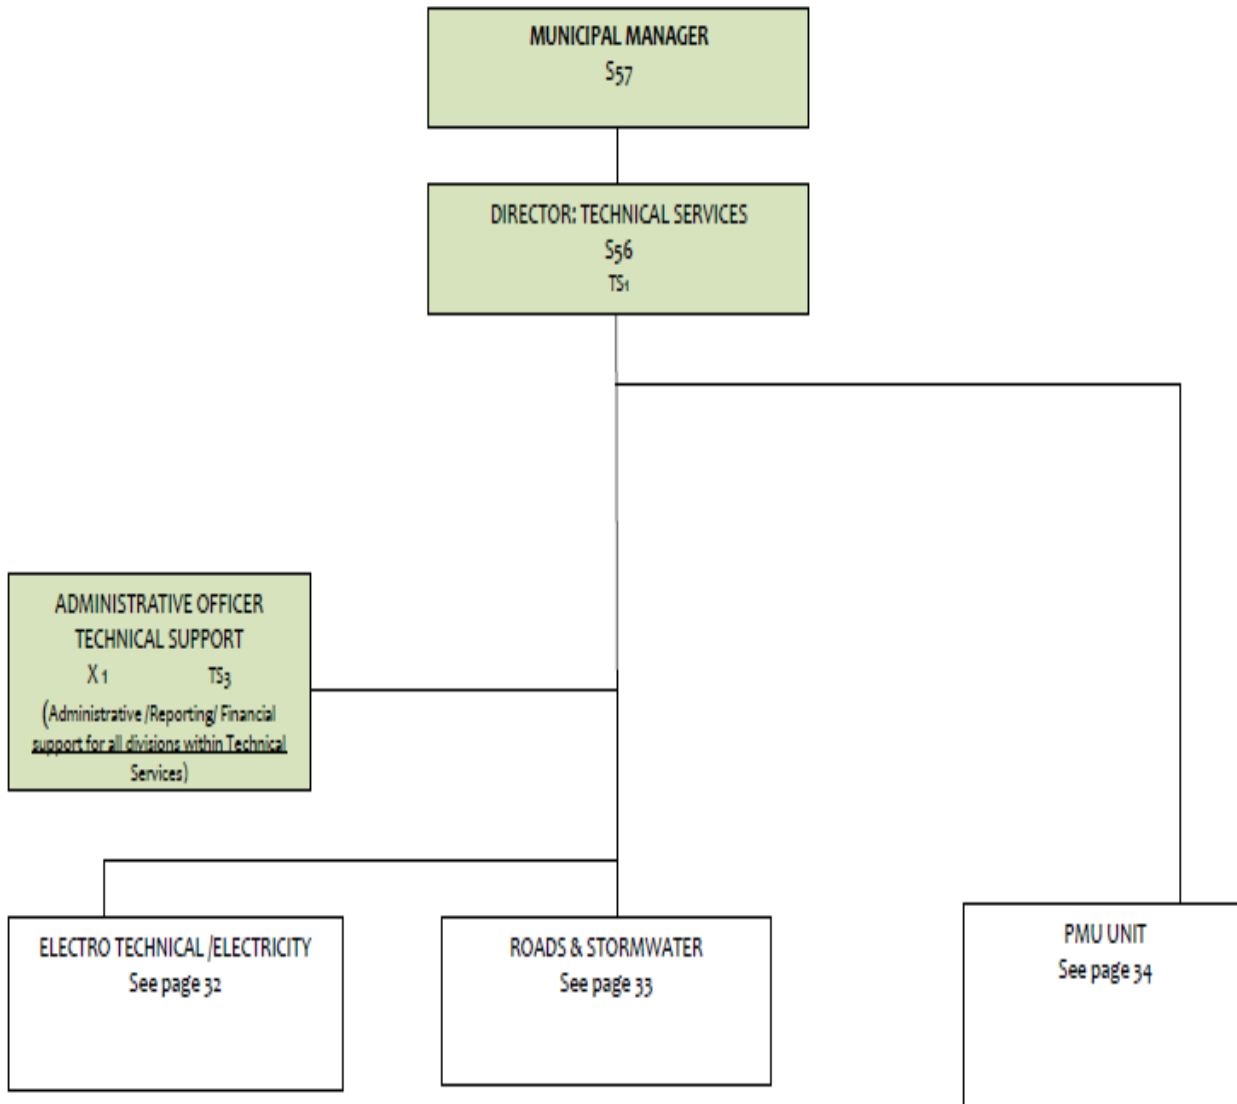 MUNICIPAL MANAGER
S57
DIRECTOR: TECHNICAL SERVICES
S56
TS1
ADMINISTRATIVE OFFICER
TECHNICAL SUPPORT
X 1 TS3
(Administrative /Reporting/ Financial
support for all divisions within Technical
Services)
ELECTRO TECHNICAL /ELECTRICITY
See page 32
ROADS & STORMWATER
See page 33
PMU UNIT
See page 34